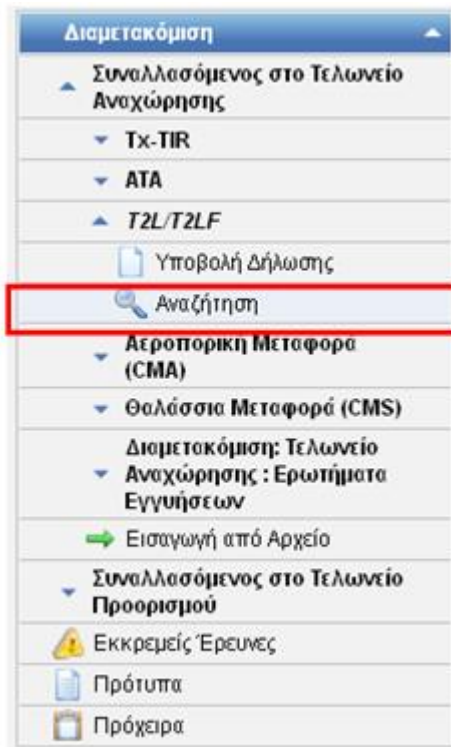 Διαμετακόμιση
Συναλλασόμενος στο Τελωνείο
Αναχώρησης
Tx-TIR
ATA
T2L/T2LF
Υποβολή Δήλωσης
Αναζήτηση
Αεροπορική Μεταφορά
(CMA)
Θαλάσσια Μεταφορά (CMS)
Διαμετακόμιση: Τελωνείο
Αναχώρησης : Ερωτήματα
Εγγυήσεων
Εισαγωγή από Αρχείο
Συναλλασόμενος στο Τελωνείο
Προορισμού
Εκκρεμείς Έρευνες
Πρότυπα
Πρόχειρα